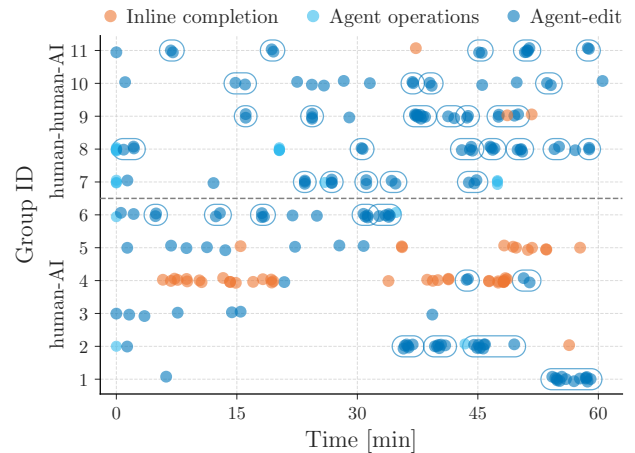 Inline completion Agent operations Agent-edit
Group ID
human-human-AI
human-AI
11
10
9
8
7
6
5
4
3
2
1
0 15 30 45 60
Time [min]